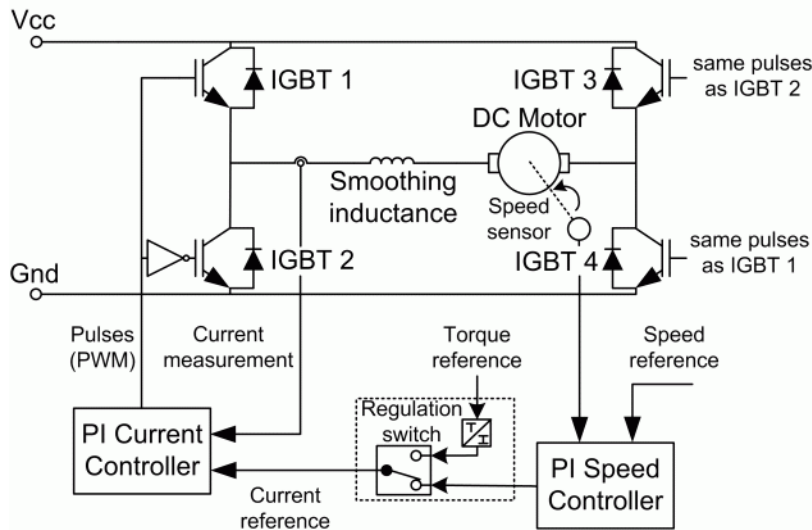 Vcc
IGBT 1
IGBT 3
same pulses
as IGBT 2
DC Motor
Smoothing
inductance
Speed
sensor
IGBT 2
IGBT 4
same pulses
as IGBT 1
Gnd
Pulses
(PWM)
Current
measurement
Torque
reference
Speed
reference
Regulation
switch
T
I
PI Current
Controller
PI Speed
Controller
Current
reference